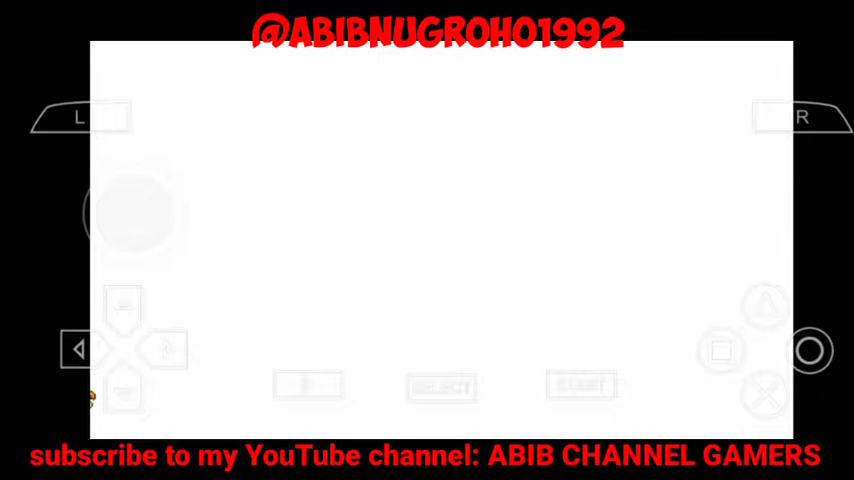 @ABIBNUGROHO1992
L
R
SELECT
START
subscribe to my YouTube channel: ABIB CHANNEL GAMERS